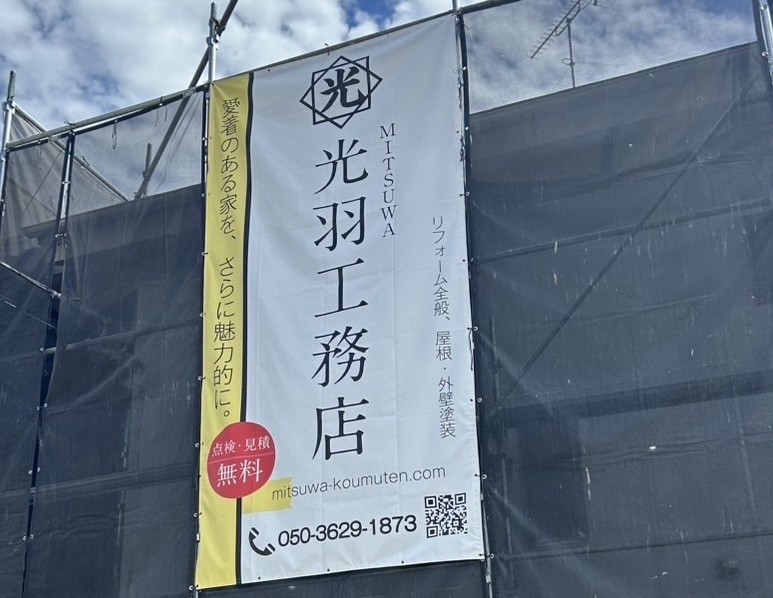 光
MITSUWA
光羽工務店
リフォーム全般、屋根・外壁塗装
愛着のある家を、さらに魅力的に。
点検・見積
無料
mitsuwa-koumuten.com
050-3629-1873